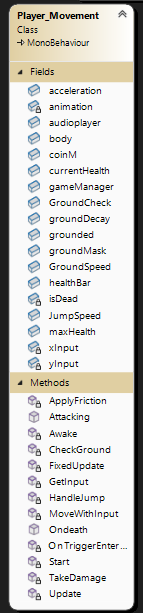 Player_Movement
Class
MonoBehaviour
Fields
acceleration
animation
audioplayer
body
coinM
currentHealth
gameManager
GroundCheck
groundDecay
grounded
groundMask
GroundSpeed
healthBar
isDead
JumpSpeed
maxHealth
xInput
yInput
Methods
ApplyFriction
Attacking
Awake
CheckGround
FixedUpdate
GetInput
HandleJump
MoveWithInput
Ondeath
OnTriggerEnter...
Start
TakeDamage
Update